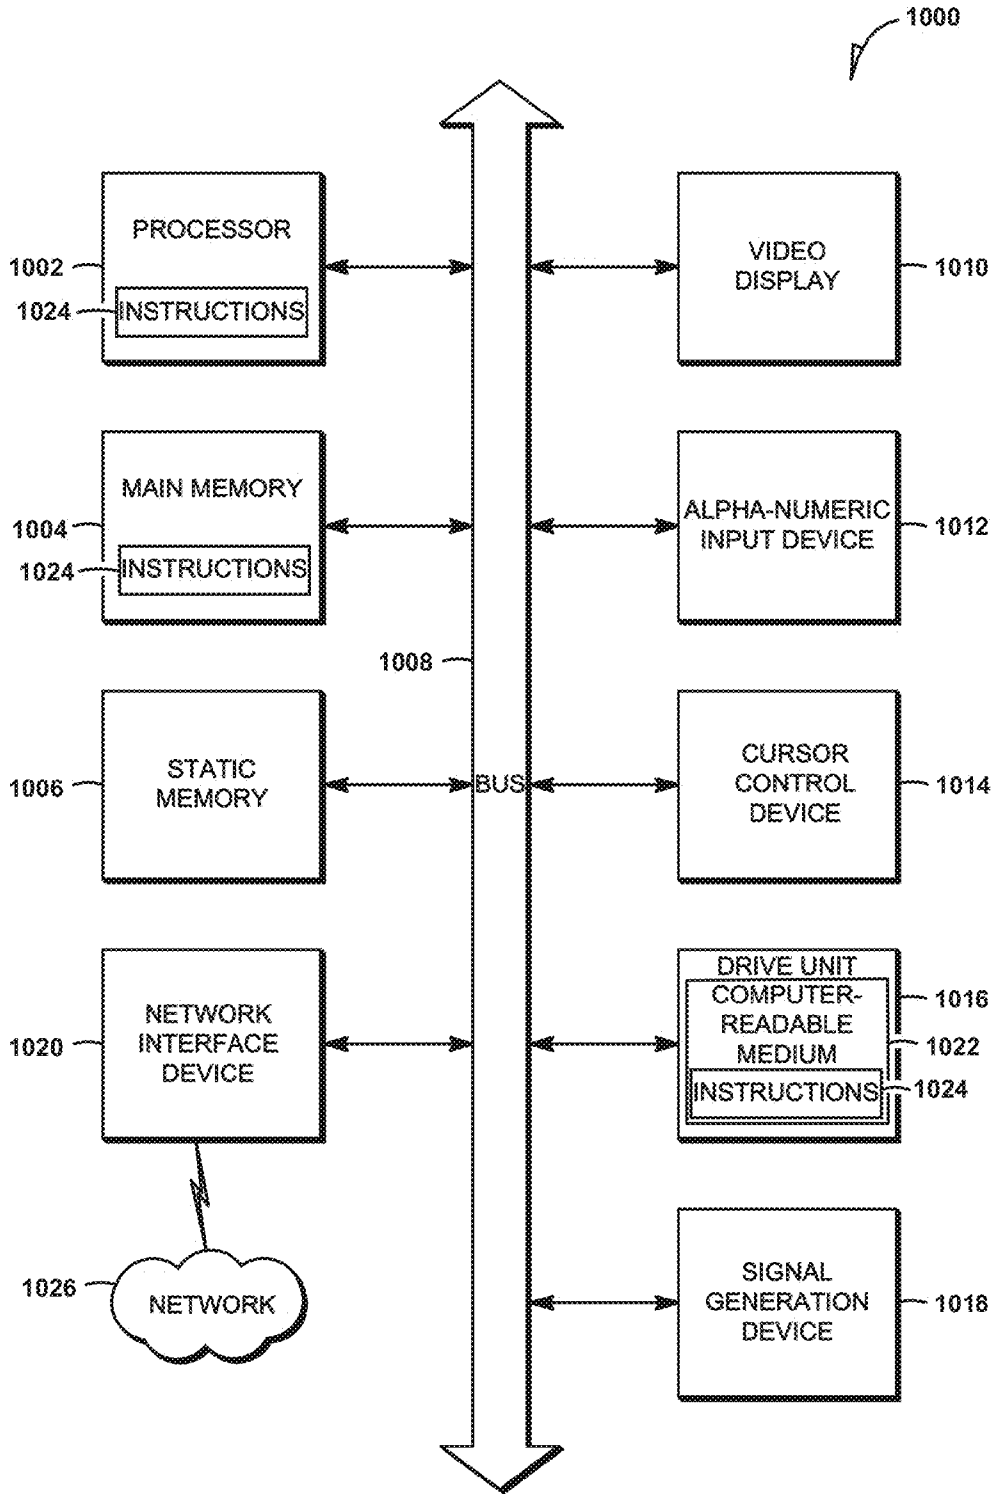 1000
PROCESSOR
1002
1024
INSTRUCTIONS
VIDEO
DISPLAY
1010
MAIN MEMORY
1004
1024
INSTRUCTIONS
ALPHA-NUMERIC
INPUT DEVICE
1012
1008
STATIC
MEMORY
1006
BUS
CURSOR
CONTROL
DEVICE
1014
NETWORK
INTERFACE
DEVICE
1020
DRIVE UNIT
COMPUTER-
READABLE
MEDIUM
INSTRUCTIONS
1016
1022
1024
1026
NETWORK
SIGNAL
GENERATION
DEVICE
1018